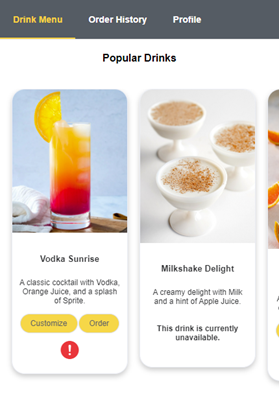 Drink Menu Order History Profile
Popular Drinks
Vodka Sunrise
A classic cocktail with Vodka,
Orange Juice, and a splash
of Sprite.
Customize Order
!
Milkshake Delight
A creamy delight with Milk
and a hint of Apple Juice.
This drink is currently
unavailable.